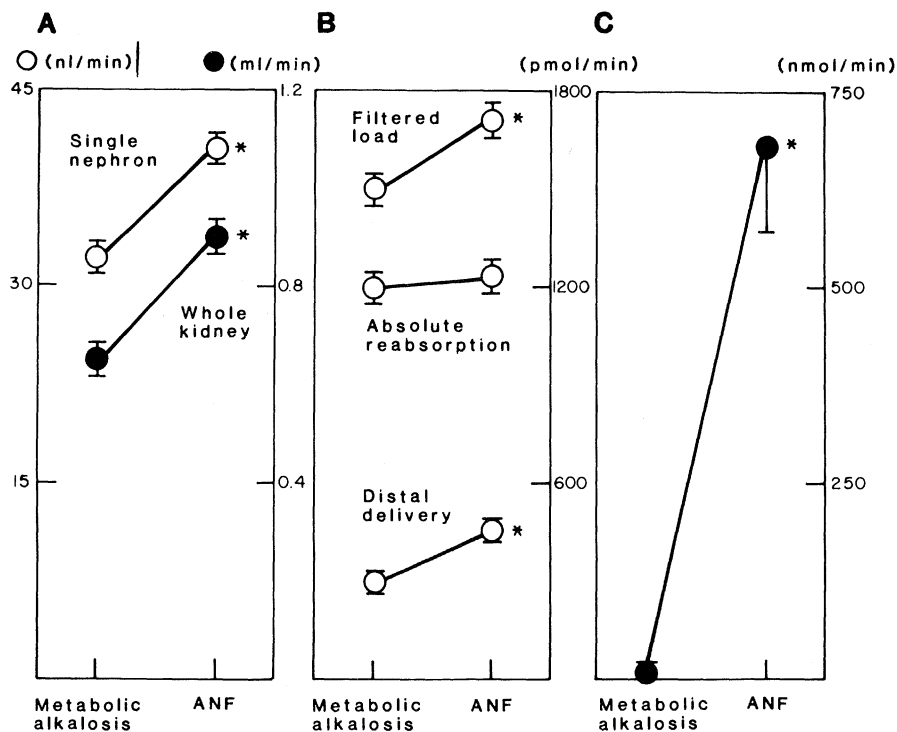 A
B
C
(nl/min)
(ml/min)
(pmol/min)
(nmol/min)
45
1.2
1800
750
Single
nephron
*
Filtered
load
*
*
*
30
0.8
1200
500
Whole
kidney
Absolute
reabsorption
15
0.4
600
250
Distal
delivery
*
Metabolic
alkalosis
ANF
Metabolic
alkalosis
ANF
Metabolic
alkalosis
ANF